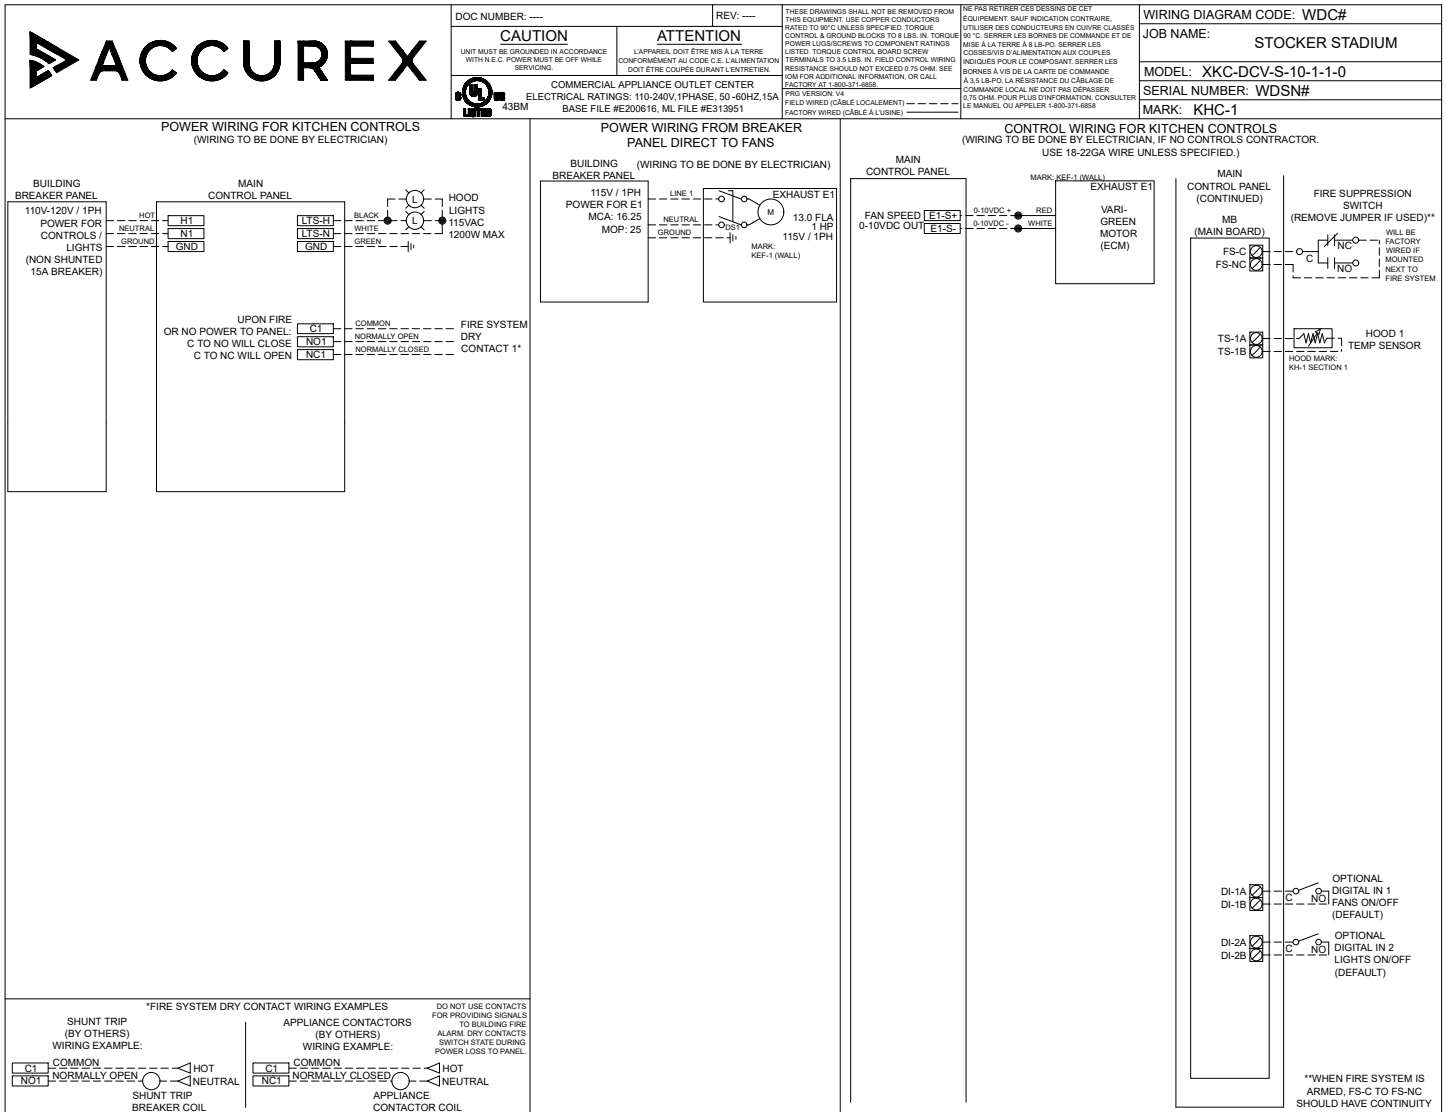 ACCUREX
DOC NUMBER: ----
REV: ----
CAUTION
UNIT MUST BE GROUNDED IN ACCORDANCE
WITH N.E.C. POWER MUST BE OFF WHILE
SERVICING.
ATTENTION
L'APPAREIL DOIT ÊTRE MIS À LA TERRE
CONFORMÉMENT AU CODE C.E. L'ALIMENTATION
DOIT ÊTRE COUPÉE DURANT L'ENTRETIEN.
C UL US
LISTED
43BM
COMMERCIAL APPLIANCE OUTLET CENTER
ELECTRICAL RATINGS: 110-240V,1PHASE, 50 -60HZ,15A
BASE FILE #E200616, ML FILE #E313951
THESE DRAWINGS SHALL NOT BE REMOVED FROM
THIS EQUIPMENT. USE COPPER CONDUCTORS
RATED TO 90°C UNLESS SPECIFIED. TORQUE
CONTROL & GROUND BLOCKS TO 8 LBS. IN. TORQUE
POWER LUGS/SCREWS TO COMPONENT RATINGS
LISTED. TORQUE CONTROL BOARD SCREW
TERMINALS TO 3.5 LBS. IN. FIELD CONTROL WIRING
RESISTANCE SHOULD NOT EXCEED 0.75 OHM. SEE
IOM FOR ADDITIONAL INFORMATION, OR CALL
FACTORY AT 1-800-371-6858.
PRG VERSION: V4
FIELD WIRED (CÂBLÉ LOCALEMENT)
FACTORY WIRED (CÂBLÉ À L'USINE)
NE PAS RETIRER CES DESSINS DE CET
ÉQUIPEMENT. SAUF INDICATION CONTRAIRE,
UTILISER DES CONDUCTEURS EN CUIVRE CLASSÉS
90 °C. SERRER LES BORNES DE COMMANDE ET DE
MISE À LA TERRE À 8 LB-PO. SERRER LES
COSSES/VIS D'ALIMENTATION AUX COUPLES
INDIQUÉS POUR LE COMPOSANT. SERRER LES
BORNES À VIS DE LA CARTE DE COMMANDE
À 3,5 LB-PO. LA RÉSISTANCE DU CÂBLAGE DE
COMMANDE LOCAL NE DOIT PAS DÉPASSER
0,75 OHM. POUR PLUS D'INFORMATION, CONSULTER
LE MANUEL OU APPELER 1-800-371-6858
WIRING DIAGRAM CODE: WDC#
JOB NAME:
STOCKER STADIUM
MODEL: XKC-DCV-S-10-1-1-0
SERIAL NUMBER: WDSN#
MARK: KHC-1
POWER WIRING FOR KITCHEN CONTROLS
(WIRING TO BE DONE BY ELECTRICIAN)
BUILDING
BREAKER PANEL
110V-120V / 1PH
POWER FOR
CONTROLS /
LIGHTS
(NON SHUNTED
15A BREAKER)
HOT
NEUTRAL
GROUND
MAIN
CONTROL PANEL
H1
N1
GND
LTS-H
LTS-N
GND
BLACK
WHITE
GREEN
L
L
HOOD
LIGHTS
115VAC
1200W MAX
UPON FIRE
OR NO POWER TO PANEL:
C TO NO WILL CLOSE
C TO NC WILL OPEN
C1
NO1
NC1
COMMON
NORMALLY OPEN
NORMALLY CLOSED
FIRE SYSTEM
DRY
CONTACT 1*
POWER WIRING FROM BREAKER
PANEL DIRECT TO FANS
(WIRING TO BE DONE BY ELECTRICIAN)
BUILDING
BREAKER PANEL
115V / 1PH
POWER FOR E1
MCA: 16.25
MOP: 25
LINE 1
NEUTRAL
GROUND
DS1
M
EXHAUST E1
13.0 FLA
1 HP
115V / 1PH
MARK:
KEF-1 (WALL)
CONTROL WIRING FOR KITCHEN CONTROLS
(WIRING TO BE DONE BY ELECTRICIAN, IF NO CONTROLS CONTRACTOR.
USE 18-22GA WIRE UNLESS SPECIFIED.)
MAIN
CONTROL PANEL
FAN SPEED
0-10VDC OUT
E1-S+
E1-S-
0-10VDC +
0-10VDC -
RED
WHITE
MARK: KEF-1 (WALL)
EXHAUST E1
VARI-
GREEN
MOTOR
(ECM)
MAIN
CONTROL PANEL
(CONTINUED)
MB
(MAIN BOARD)
FS-C
FS-NC
FIRE SUPPRESSION
SWITCH
(REMOVE JUMPER IF USED)**
C
NC
NO
WILL BE
FACTORY
WIRED IF
MOUNTED
NEXT TO
FIRE SYSTEM
TS-1A
TS-1B
HOOD 1
TEMP SENSOR
HOOD MARK:
KH-1 SECTION 1
DI-1A
DI-1B
C
NO
OPTIONAL
DIGITAL IN 1
FANS ON/OFF
(DEFAULT)
DI-2A
DI-2B
C
NO
OPTIONAL
DIGITAL IN 2
LIGHTS ON/OFF
(DEFAULT)
**WHEN FIRE SYSTEM IS
ARMED, FS-C TO FS-NC
SHOULD HAVE CONTINUITY
*FIRE SYSTEM DRY CONTACT WIRING EXAMPLES
SHUNT TRIP
(BY OTHERS)
WIRING EXAMPLE:
C1
NO1
COMMON
NORMALLY OPEN
HOT
NEUTRAL
SHUNT TRIP
BREAKER COIL
APPLIANCE CONTACTORS
(BY OTHERS)
WIRING EXAMPLE:
C1
NC1
COMMON
NORMALLY CLOSED
HOT
NEUTRAL
APPLIANCE
CONTACTOR COIL
DO NOT USE CONTACTS
FOR PROVIDING SIGNALS
TO BUILDING FIRE
ALARM. DRY CONTACTS
SWITCH STATE DURING
POWER LOSS TO PANEL.